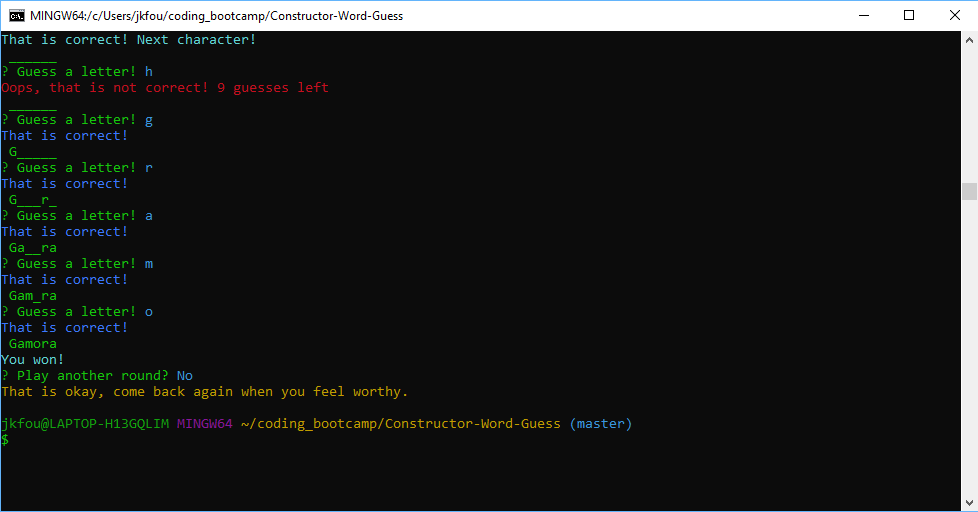 MINGW64:/c/Users/jkfou/coding_bootcamp/Constructor-Word-Guess
That is correct! Next character!
 ______
? Guess a letter! h
Oops, that is not correct! 9 guesses left
 ______
? Guess a letter! g
That is correct!
 G_____
? Guess a letter! r
That is correct!
 G___r_
? Guess a letter! a
That is correct!
 Ga__ra
? Guess a letter! m
That is correct!
 Gam_ra
? Guess a letter! o
That is correct!
 Gamora
You won!
? Play another round? No
That is okay, come back again when you feel worthy.
jkfou@LAPTOP-H13GQLIM MINGW64 ~/coding_bootcamp/Constructor-Word-Guess (master)
$